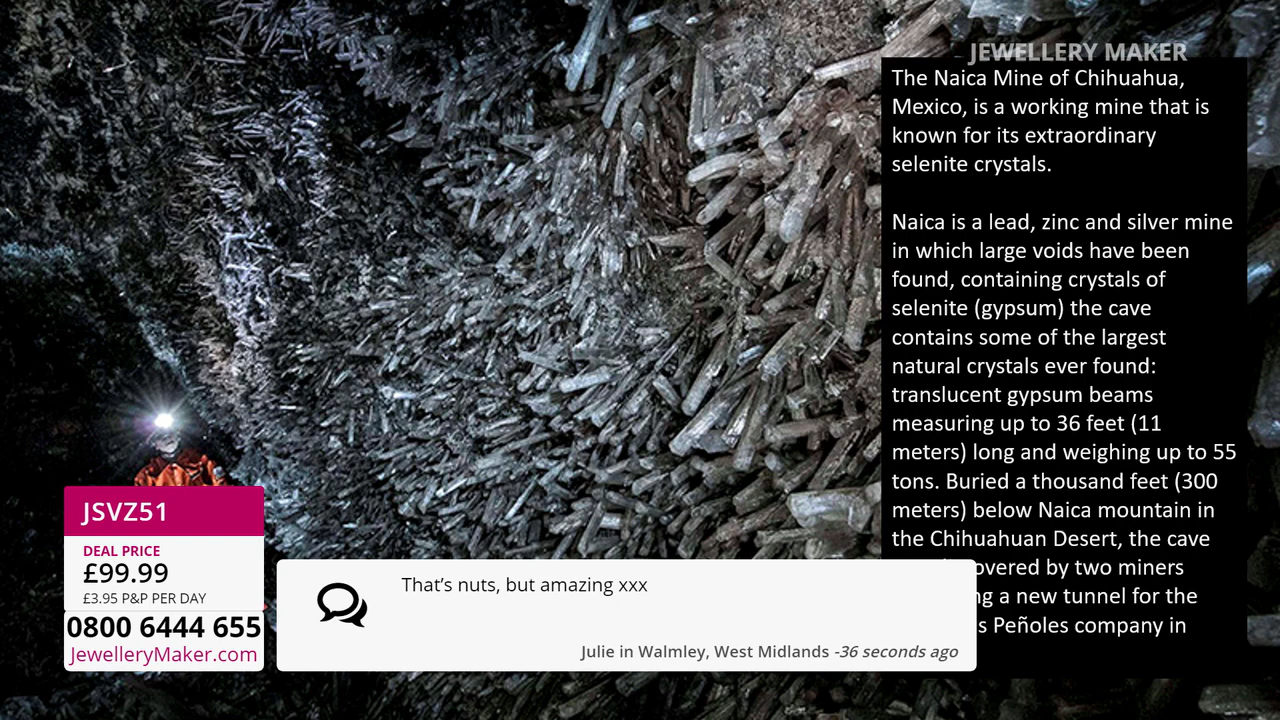 JEWELLERY MAKER
The Naica Mine of Chihuahua,
Mexico, is a working mine that is
known for its extraordinary
selenite crystals.
Naica is a lead, zinc and silver mine
in which large voids have been
found, containing crystals of
selenite (gypsum) the cave
contains some of the largest
natural crystals ever found:
translucent gypsum beams
measuring up to 36 feet (11
meters) long and weighing up to 55
tons. Buried a thousand feet (300
meters) below Naica mountain in
the Chihuahuan Desert, the cave
overed by two miners
ng a new tunnel for the
s Peñoles company in
JSVZ51
DEAL PRICE
£99.99
£3.95 P&P PER DAY
0800 6444 655
JewelleryMaker.com
That's nuts, but amazing xxx
Julie in Walmley, West Midlands -36 seconds ago